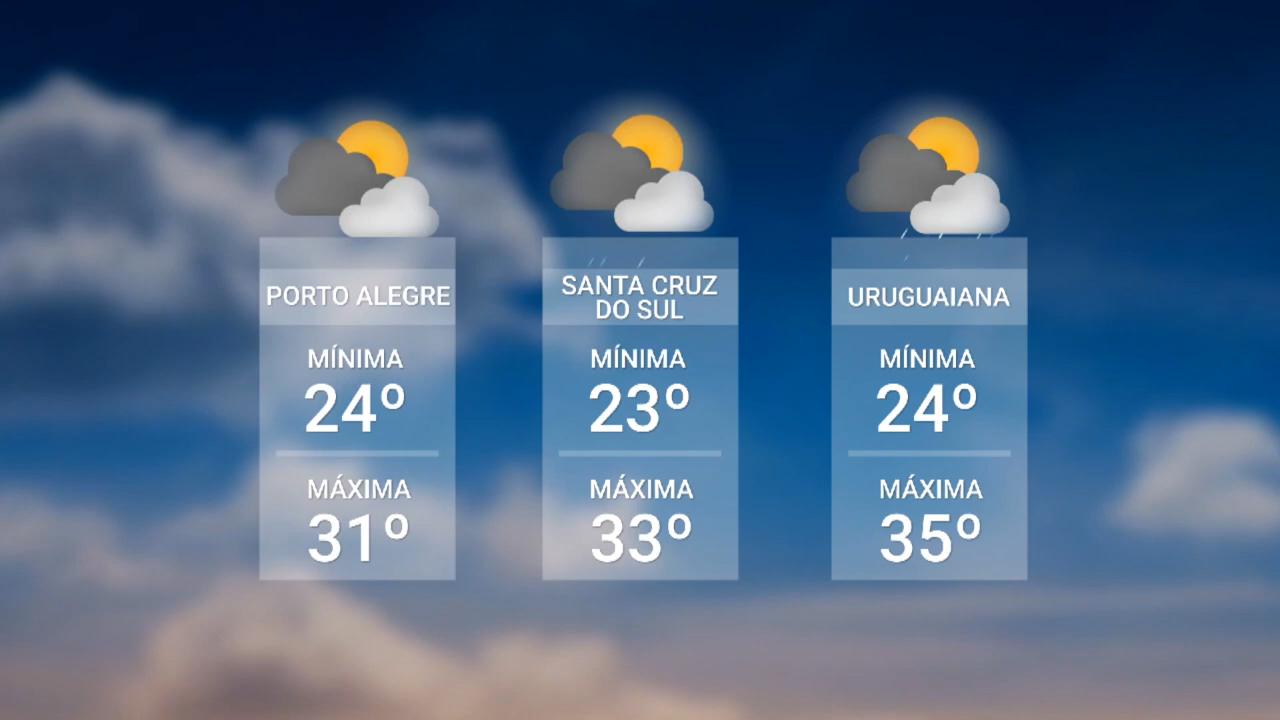 PORTO ALEGRE
MÍNIMA
24º
MÁXIMA
31º
SANTA CRUZ
DO SUL
MÍNIMA
23º
MÁXIMA
33º
URUGUAIANA
MÍNIMA
24º
MÁXIMA
35º